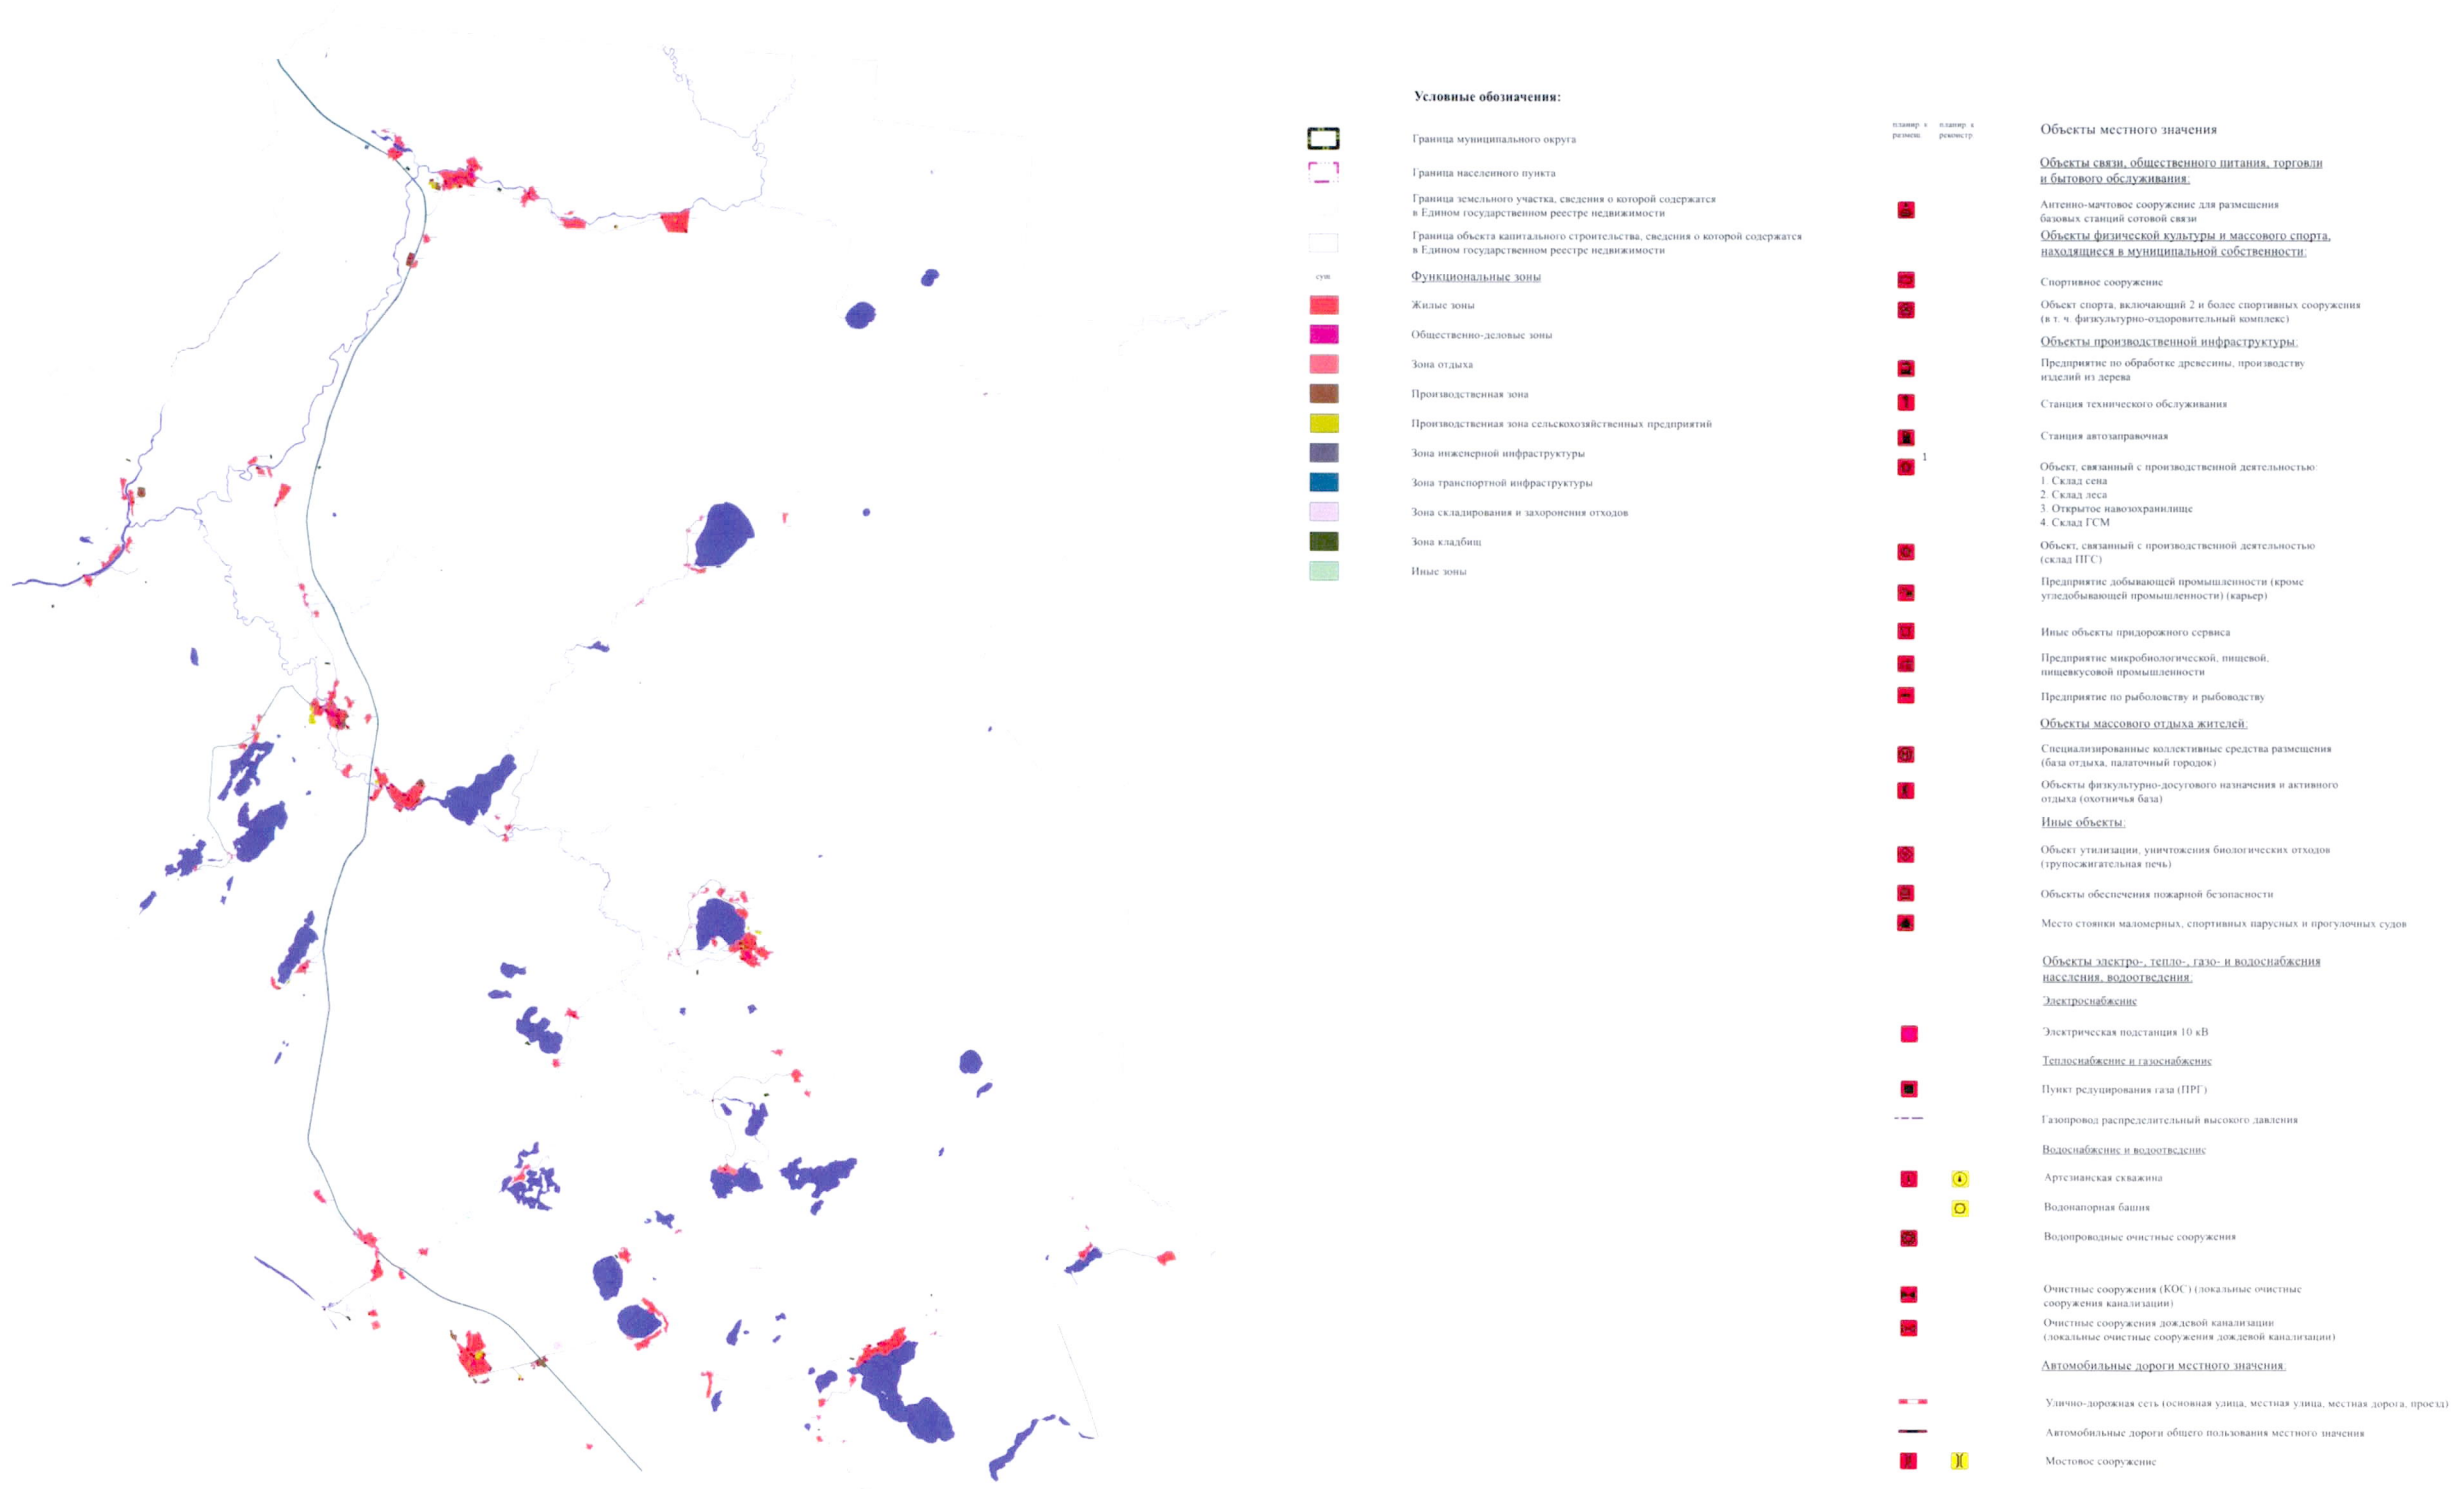 Условные обозначения:
Граница муниципального округа
Граница населенного пункта
Граница земельного участка, сведения о которой содержатся
в Едином государственном реестре недвижимости
Граница объекта капитального строительства, сведения о которой содержатся
в Едином государственном реестре недвижимости
сущ
Функциональные зоны
Жилые зоны
Общественно-деловые зоны
Зона отдыха
Производственная зона
Производственная зона сельскохозяйственных предприятий
Зона инженерной инфраструктуры
Зона транспортной инфраструктуры
Зона складирования и захоронения отходов
Зона кладбищ
Иные зоны
планир. к размещ.
планир. к реконстр.
Объекты местного значения
Объекты связи, общественного питания, торговли
и бытового обслуживания:
Антенно-мачтовое сооружение для размещения
базовых станций сотовой связи
Объекты физической культуры и массового спорта,
находящиеся в муниципальной собственности:
Спортивное сооружение
Объект спорта, включающий 2 и более спортивных сооружения
(в т. ч. физкультурно-оздоровительный комплекс)
Объекты производственной инфраструктуры:
Предприятие по обработке древесины, производству
изделий из дерева
Станция технического обслуживания
Станция автозаправочная
1
Объект, связанный с производственной деятельностью:
1. Склад сена
2. Склад леса
3. Открытое навозохранилище
4. Склад ГСМ
Объект, связанный с производственной деятельностью
(склад ПГС)
Предприятие добывающей промышленности (кроме
угледобывающей промышленности) (карьер)
Иные объекты придорожного сервиса
Предприятие микробиологической, пищевой,
пищевкусовой промышленности
Предприятие по рыболовству и рыбоводству
Объекты массового отдыха жителей:
Специализированные коллективные средства размещения
(база отдыха, палаточный городок)
Объекты физкультурно-досугового назначения и активного
отдыха (охотничья база)
Иные объекты:
Объект утилизации, уничтожения биологических отходов
(трупосжигательная печь)
Объекты обеспечения пожарной безопасности
Место стоянки маломерных, спортивных парусных и прогулочных судов
Объекты электро-, тепло-, газо- и водоснабжения
населения, водоотведения:
Электроснабжение
Электрическая подстанция 10 кВ
Теплоснабжение и газоснабжение
Пункт редуцирования газа (ПРГ)
Газопровод распределительный высокого давления
Водоснабжение и водоотведение
Артезианская скважина
Водонапорная башня
Водопроводные очистные сооружения
Очистные сооружения (КОС) (локальные очистные
сооружения канализации)
Очистные сооружения дождевой канализации
(локальные очистные сооружения дождевой канализации)
Автомобильные дороги местного значения:
Улично-дорожная сеть (основная улица, местная улица, местная дорога, проезд)
Автомобильные дороги общего пользования местного значения
Мостовое сооружение